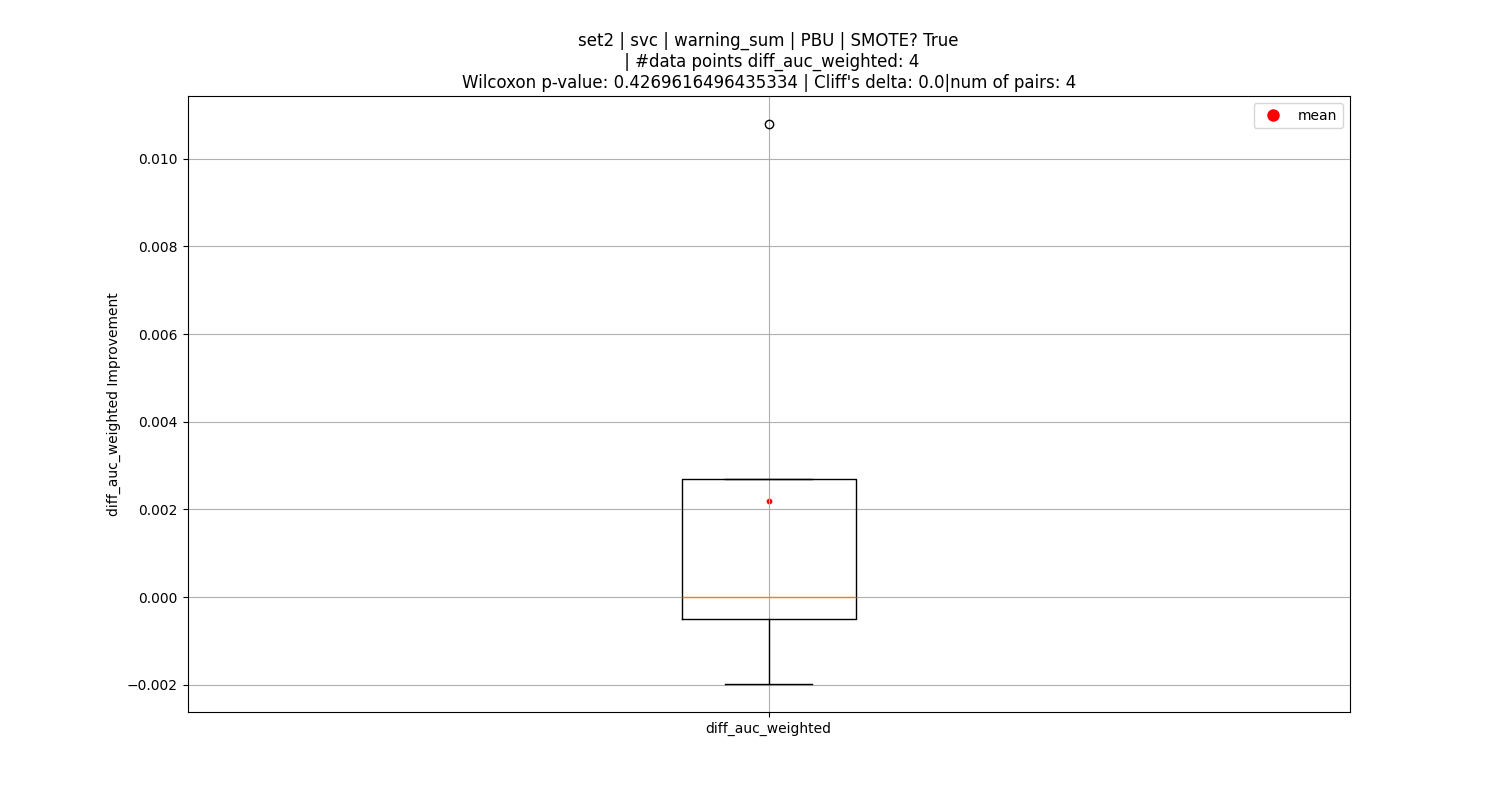 set2 | svc | warning_sum | PBU | SMOTE? True
| #data points diff_auc_weighted: 4
Wilcoxon p-value: 0.4269616496435334 | Cliff's delta: 0.0|num of pairs: 4
mean
0.010
0.008
0.006
0.004
0.002
0.000
−0.002
diff_auc_weighted Improvement
diff_auc_weighted